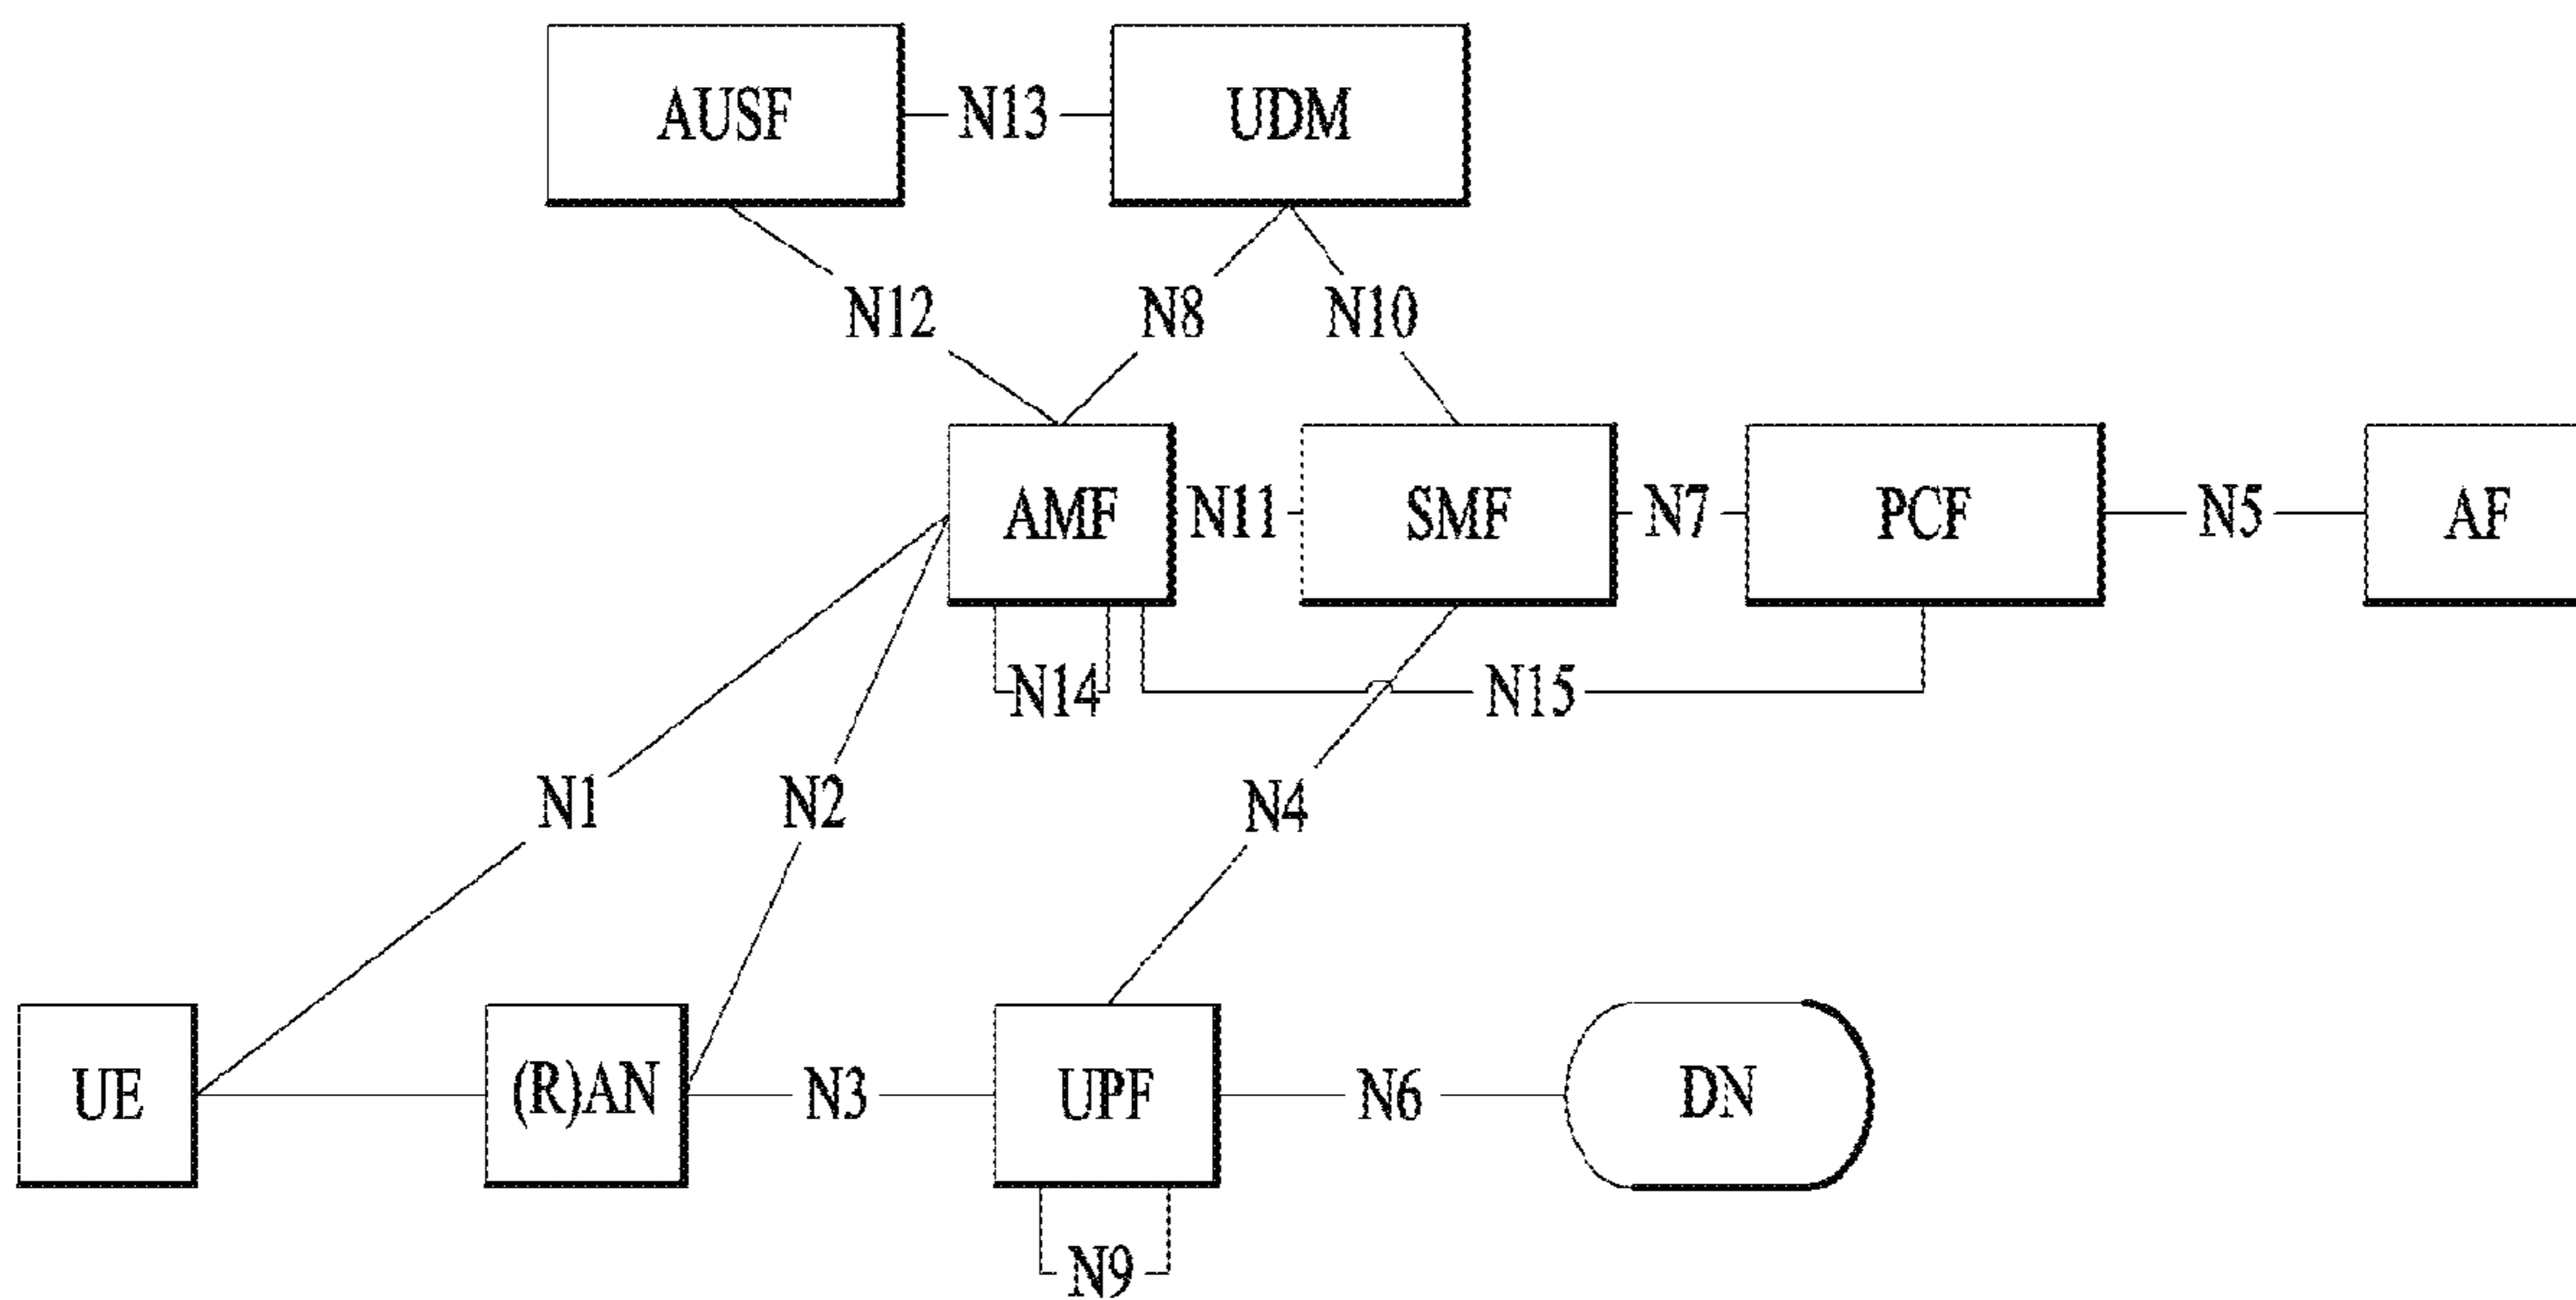 AUSF N13 UDM
N12 N8 N10
AMF N11 SMF N7 PCF N5 AF
N14 N15
N1 N2 N4
UE (R)AN N3 UPF N6 DN
N9